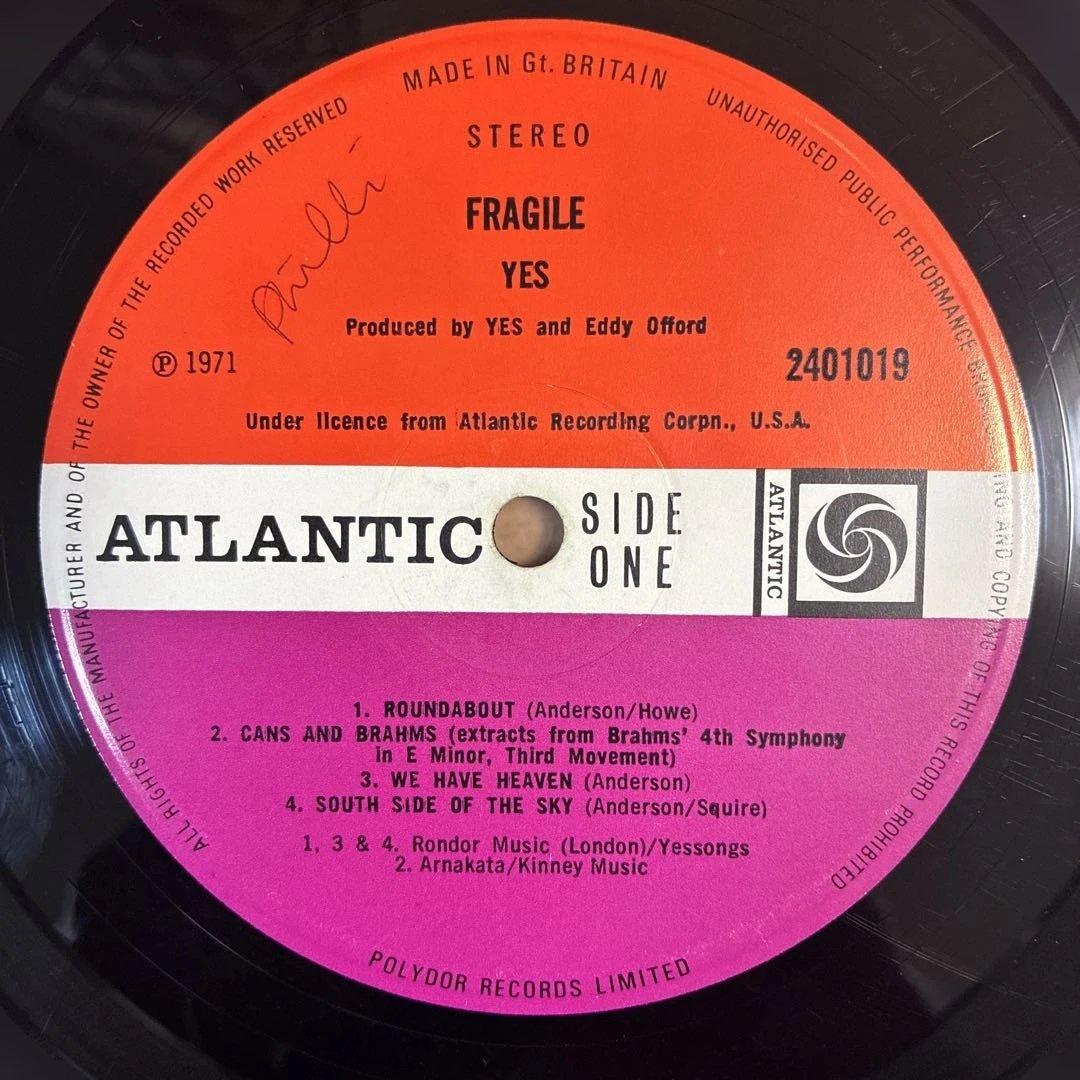 MADE IN Gt. BRITAIN
UNAUTHORISED PUBLIC PERFORMANCE BROADCASTING AND COPYING OF THIS RECORD PROHIBITED
ALL RIGHTS OF THE MANUFACTURER AND OF THE OWNER OF THE RECORDED WORK RESERVED
STEREO
FRAGILE
YES
Produced by YES and Eddy Offord
℗ 1971
2401019
Under licence from Atlantic Recording Corpn., U.S.A.
ATLANTIC
SIDE
ONE
ATLANTIC
1. ROUNDABOUT (Anderson/Howe)
2. CANS AND BRAHMS (extracts from Brahms' 4th Symphony
in E Minor, Third Movement)
3. WE HAVE HEAVEN (Anderson)
4. SOUTH SIDE OF THE SKY (Anderson/Squire)
1, 3 & 4. Rondor Music (London)/Yessongs
2. Arnakata/Kinney Music
POLYDOR RECORDS LIMITED